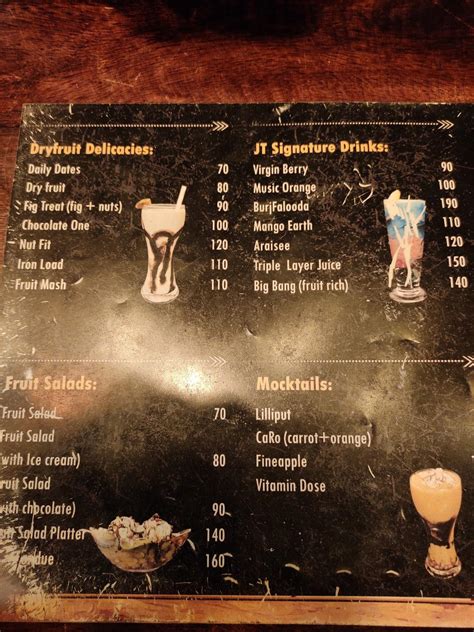 Dryfruit Delicacies:
Daily Dates 70
Dry fruit 80
Fig Treat (fig + nuts) 90
Chocolate One 100
Nut Fit 120
Iron Load 120
Fruit Mash 110
JT Signature Drinks:
Virgin Berry 90
Music Orange 100
BurjFalooda 190
Mango Earth 110
Araisee 120
Triple Layer Juice 150
Big Bang (fruit rich) 140
Fruit Salads:
Fruit Salad 70
Fruit Salad
with Ice cream) 80
ruit Salad
with chocolate) 90
Salad Platter 140
160
Mocktails:
Lilliput
CaRo (carrot+orange)
Fineapple
Vitamin Dose